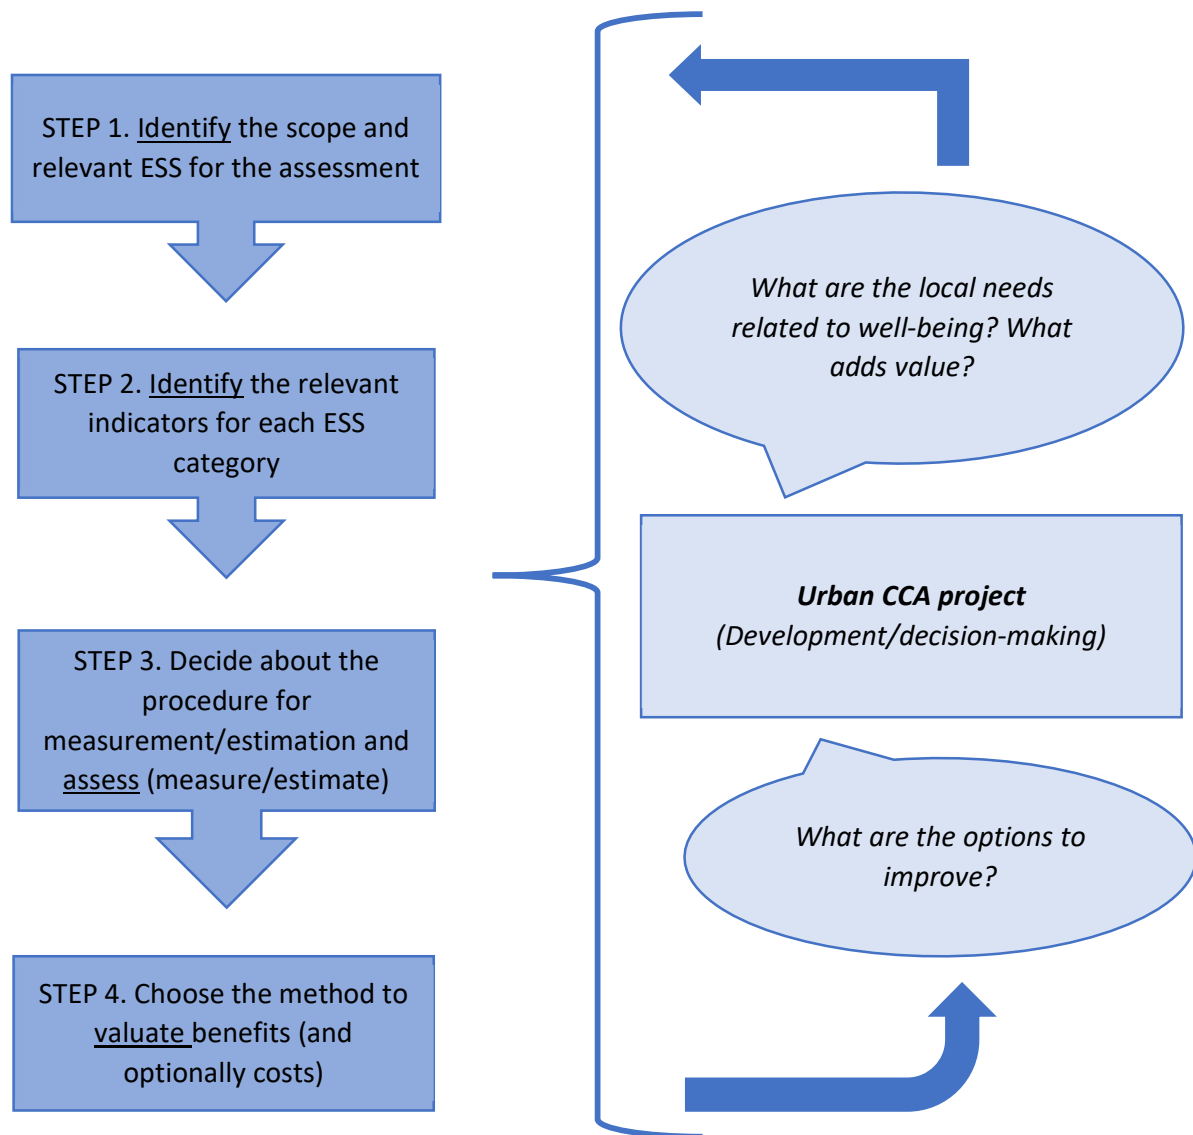 STEP 1. Identify the scope and
relevant ESS for the assessment
STEP 2. Identify the relevant
indicators for each ESS
category
STEP 3. Decide about the
procedure for
measurement/estimation and
assess (measure/estimate)
STEP 4. Choose the method to
valuate benefits (and
optionally costs)
What are the local needs
related to well-being? What
adds value?
Urban CCA project
(Development/decision-making)
What are the options to
improve?